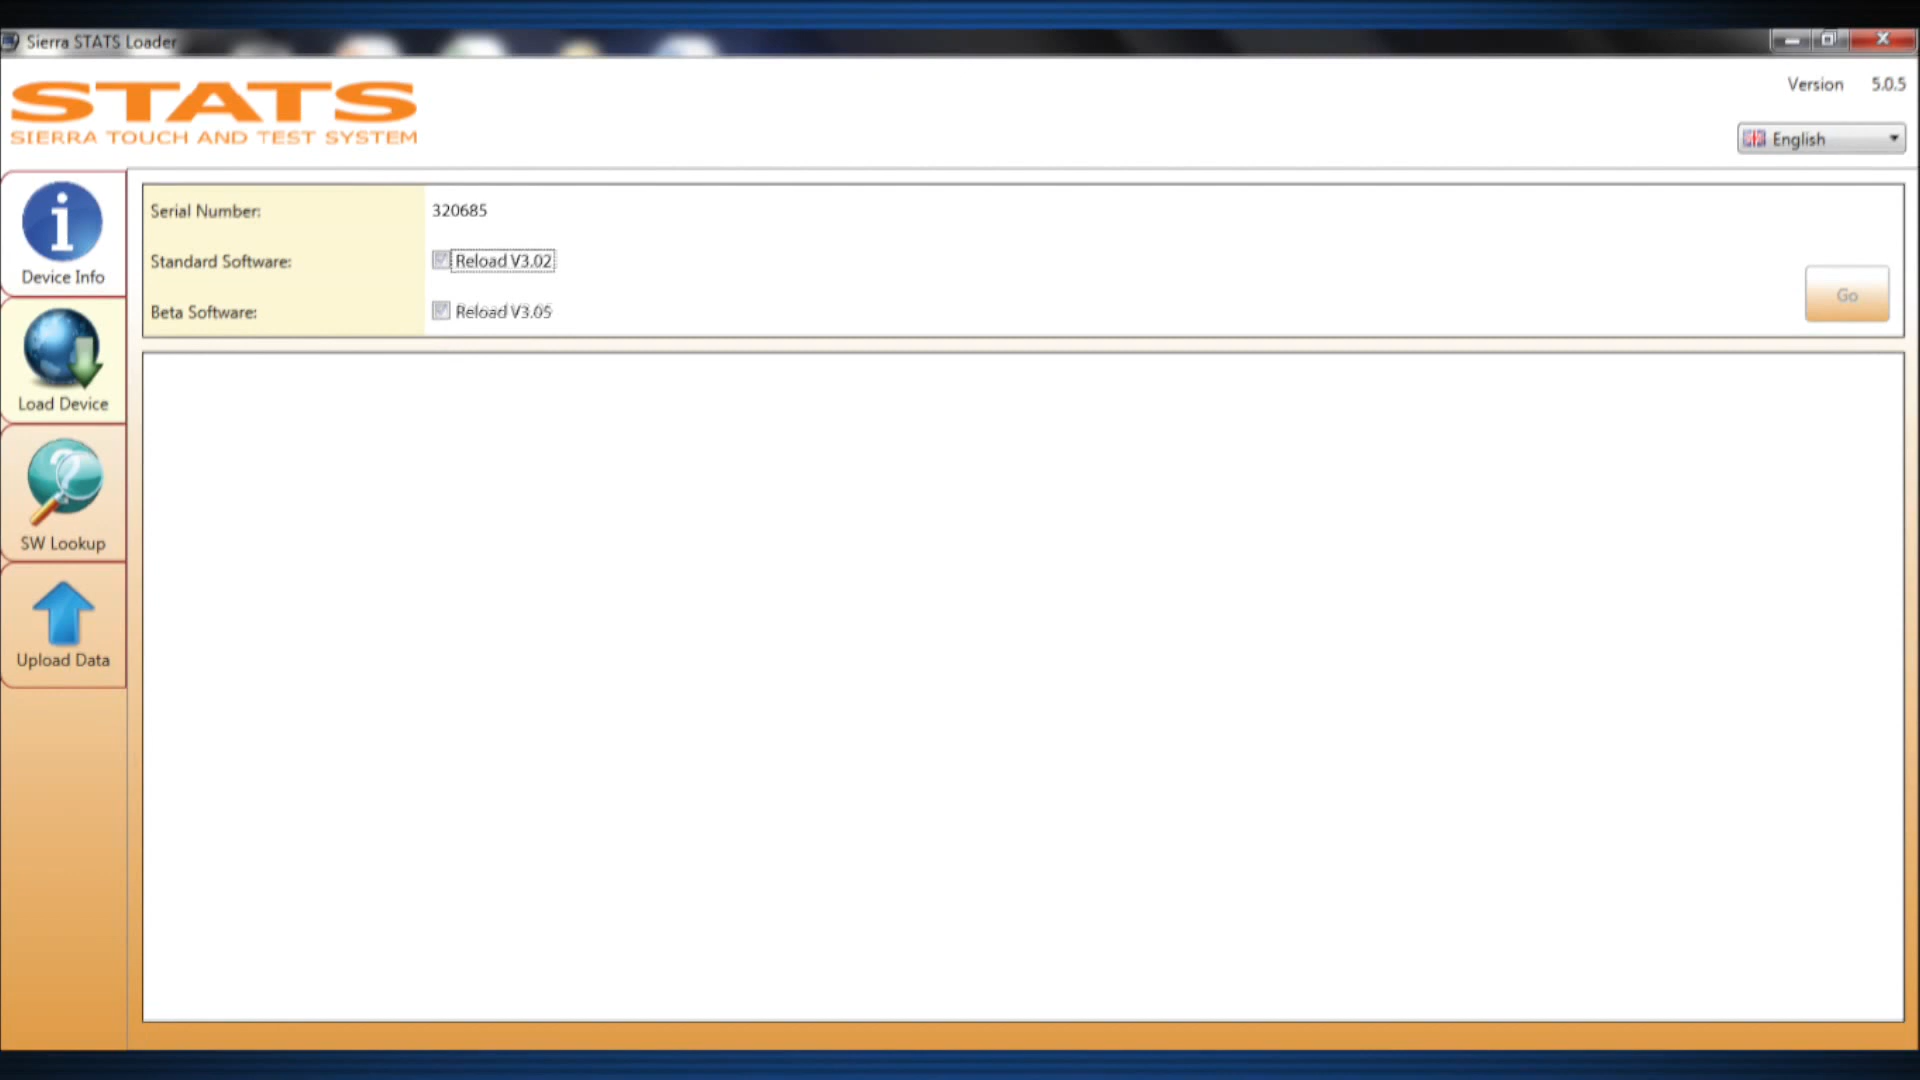 Sierra STATS Loader
STATS
SIERRA TOUCH AND TEST SYSTEM
Version 5.0.5
English
Device Info
Load Device
SW Lookup
Upload Data
Serial Number: 320685
Standard Software: Reload V3.02
Beta Software: Reload V3.05
Go